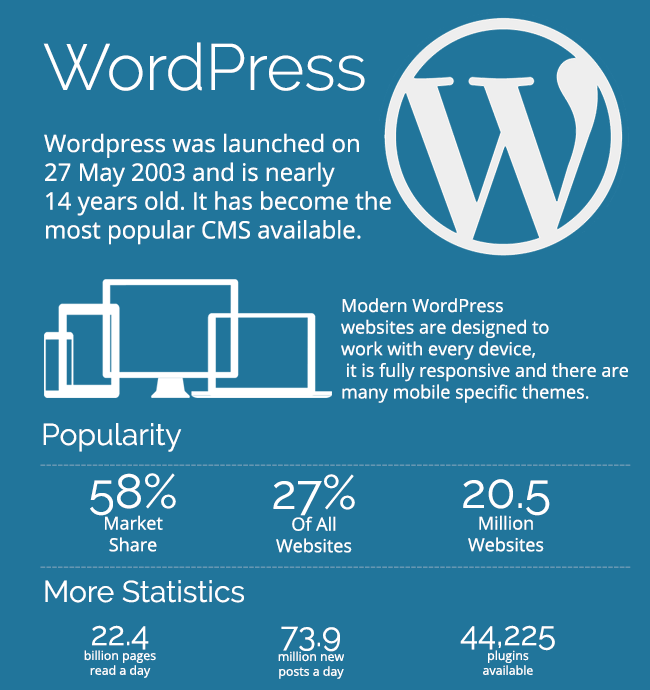 WordPress
Wordpress was launched on
27 May 2003 and is nearly
14 years old. It has become the
most popular CMS available.
Modern WordPress
websites are designed to
work with every device,
it is fully responsive and there are
many mobile specific themes.
Popularity
58%
Market
Share
27%
Of All
Websites
20.5
Million
Websites
More Statistics
22.4
billion pages
read a day
73.9
million new
posts a day
44,225
plugins
available